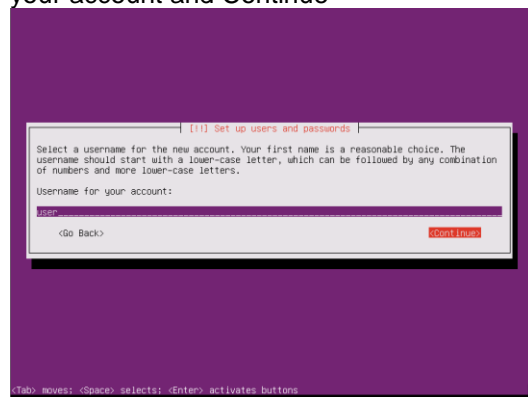 your account and Continue
[!!] Set up users and passwords
Select a username for the new account. Your first name is a reasonable choice. The
username should start with a lower-case letter, which can be followed by any combination
of numbers and more lower-case letters.
Username for your account:
user
<Go Back> <Continue>
<Tab> moves; <Space> selects; <Enter> activates buttons